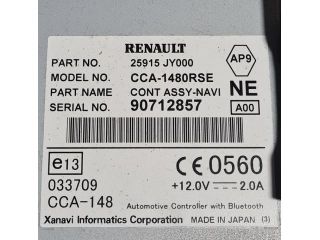 RENAULT
AP9
PART NO. 25915 JY000
MODEL NO. CCA-1480RSE
PART NAME CONT ASSY-NAVI NE
SERIAL NO. 90712857 A00
e13 CE0560
033709 +12.0V 2.0A
CCA-148 Automotive Controller with Bluetooth
Xanavi Informatics Corporation MADE IN JAPAN (3)